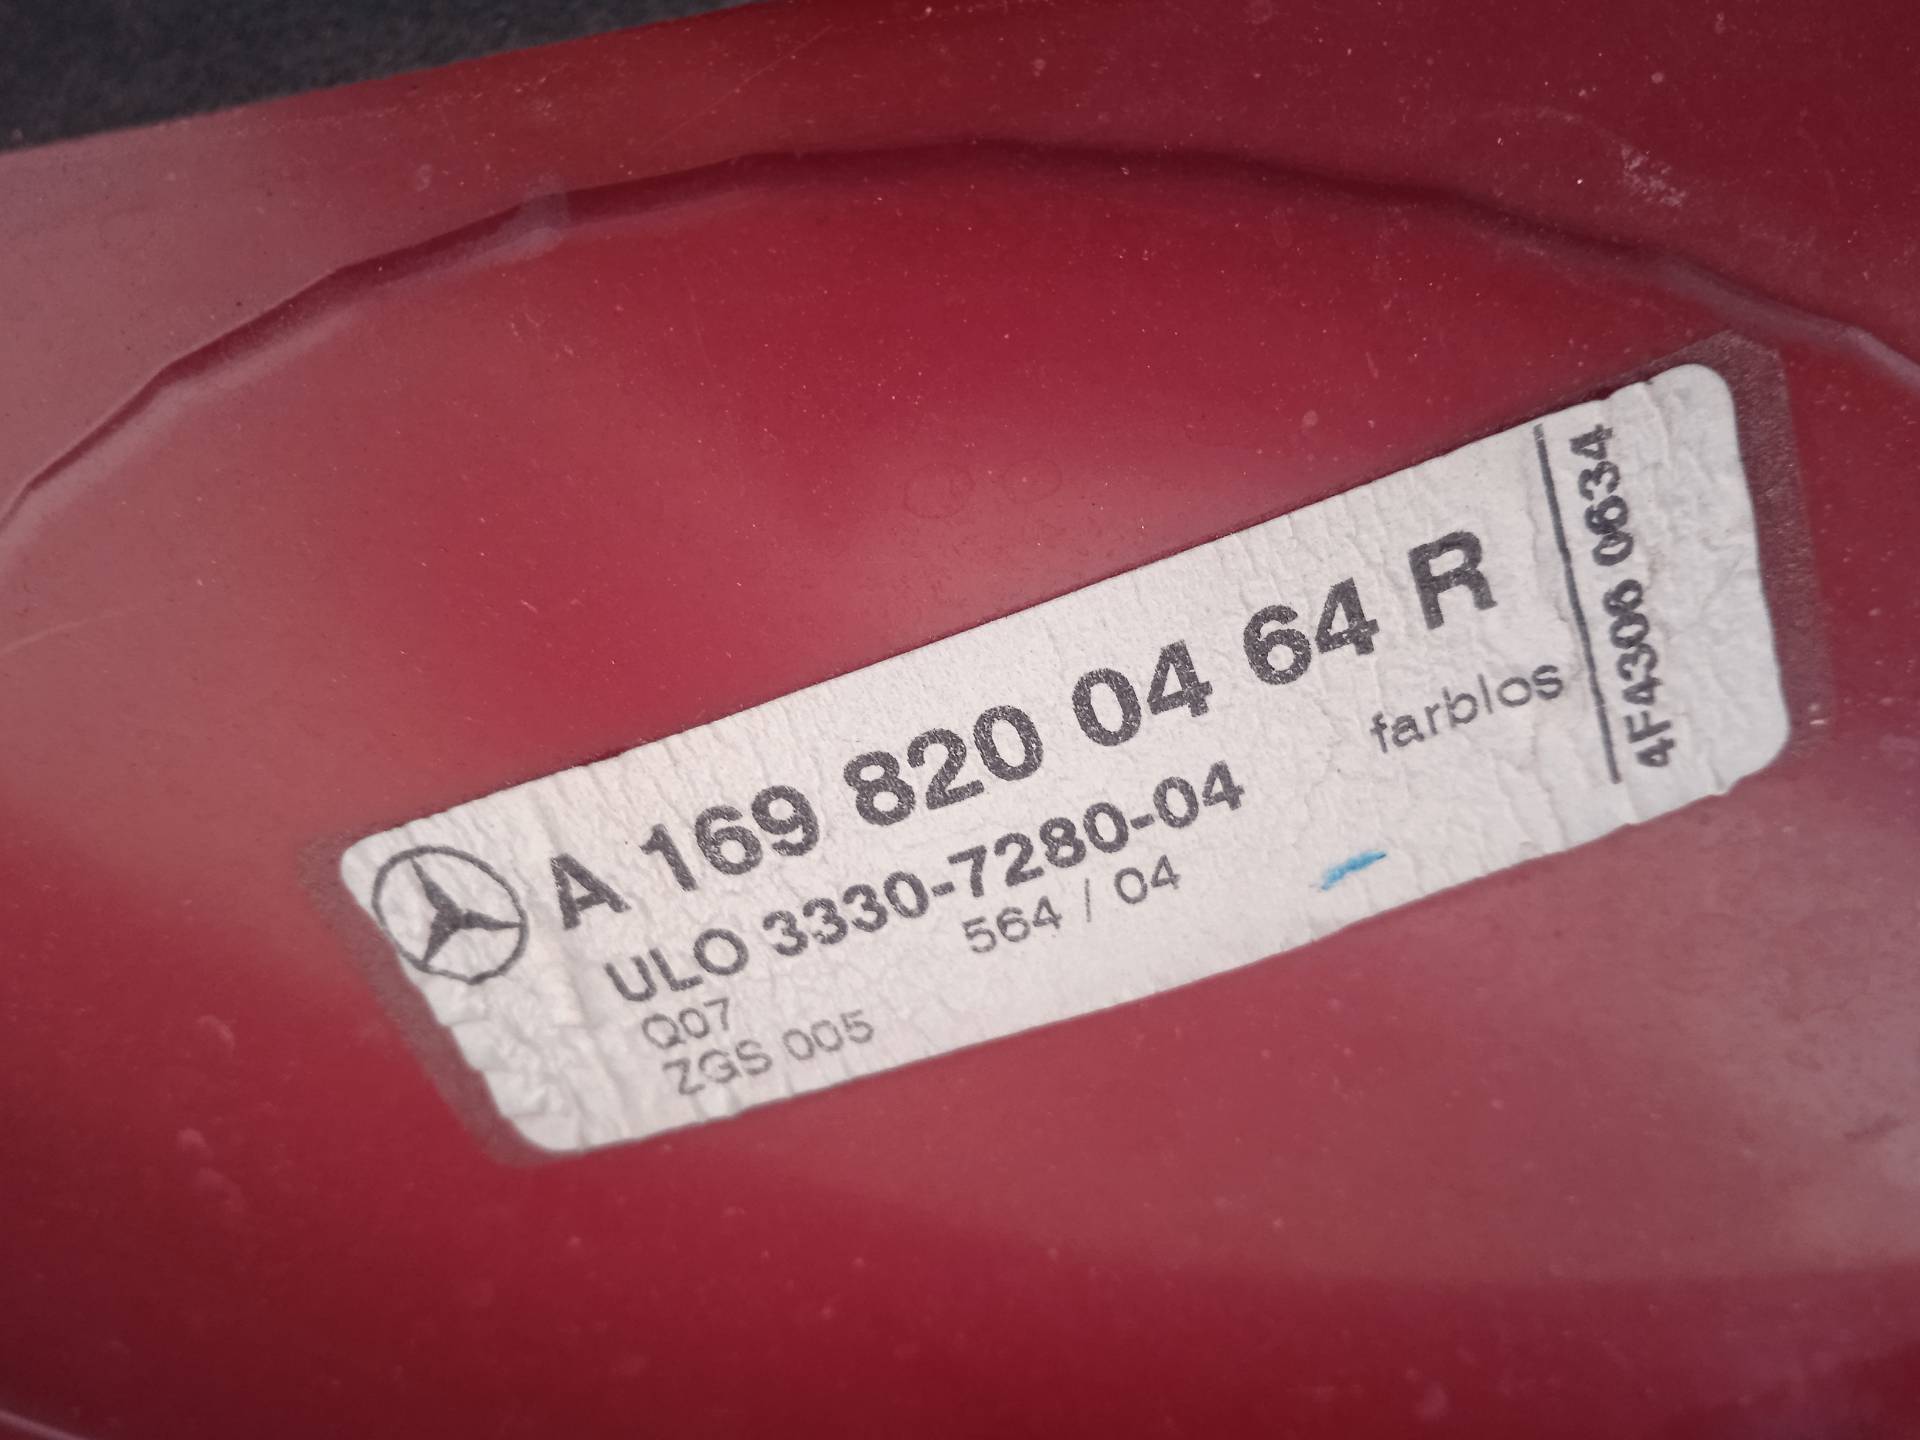 A 169 820 04 64 R
ULO 3330-7280-04 farblos
Q07 564 / 04
ZGS 005
4F4306 0634